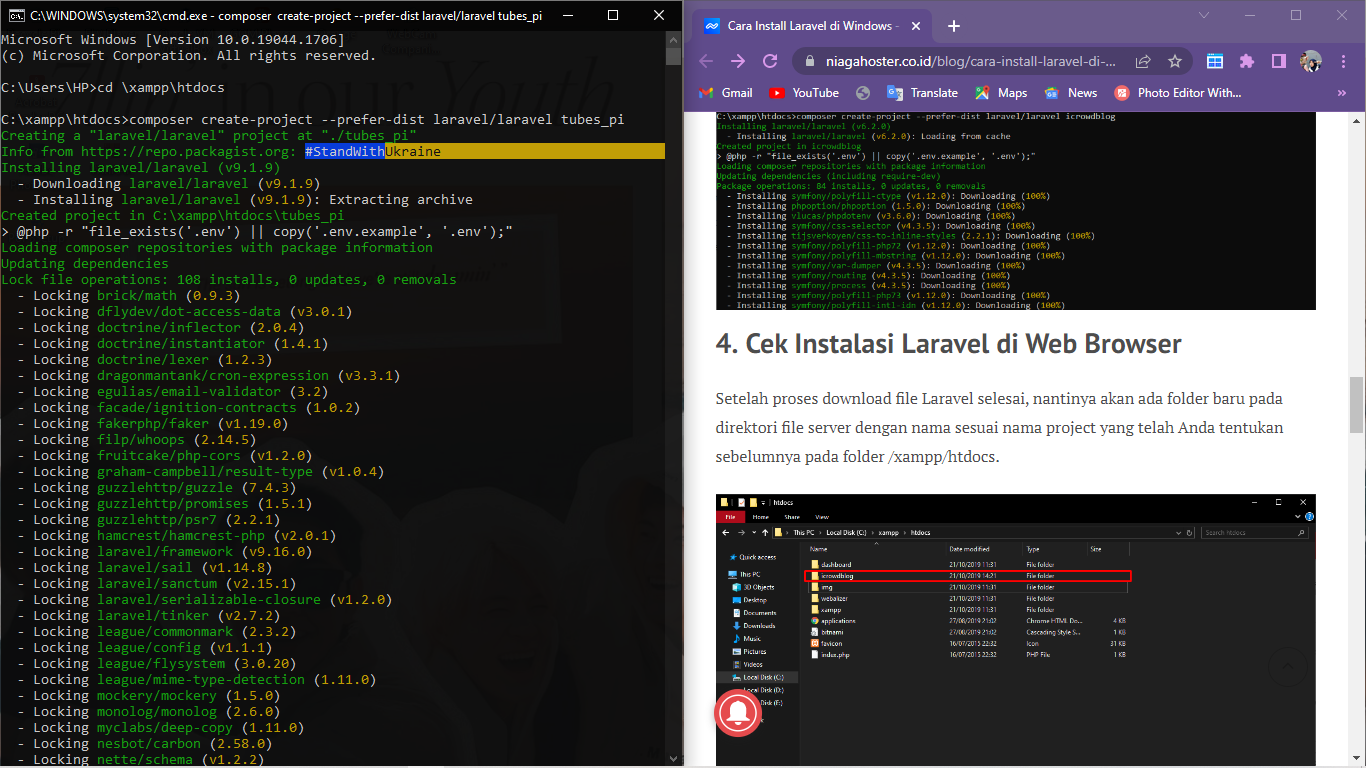 C:\WINDOWS\system32\cmd.exe - composer create-project --prefer-dist laravel/laravel tubes_pi
Microsoft Windows [Version 10.0.19044.1706]
(c) Microsoft Corporation. All rights reserved.
C:\Users\HP>cd \xampp\htdocs
C:\xampp\htdocs>composer create-project --prefer-dist laravel/laravel tubes_pi
Creating a "laravel/laravel" project at "./tubes_pi"
Info from https://repo.packagist.org: #StandWithUkraine
Installing laravel/laravel (v9.1.9)
- Downloading laravel/laravel (v9.1.9)
- Installing laravel/laravel (v9.1.9): Extracting archive
Created project in C:\xampp\htdocs\tubes_pi
> @php -r "file_exists('.env') || copy('.env.example', '.env');"
Loading composer repositories with package information
Updating dependencies
Lock file operations: 108 installs, 0 updates, 0 removals
- Locking brick/math (0.9.3)
- Locking dflydev/dot-access-data (v3.0.1)
- Locking doctrine/inflector (2.0.4)
- Locking doctrine/instantiator (1.4.1)
- Locking doctrine/lexer (1.2.3)
- Locking dragonmantank/cron-expression (v3.3.1)
- Locking egulias/email-validator (3.2)
- Locking facade/ignition-contracts (1.0.2)
- Locking fakerphp/faker (v1.19.0)
- Locking filp/whoops (2.14.5)
- Locking fruitcake/php-cors (v1.2.0)
- Locking graham-campbell/result-type (v1.0.4)
- Locking guzzlehttp/guzzle (7.4.3)
- Locking guzzlehttp/promises (1.5.1)
- Locking guzzlehttp/psr7 (2.2.1)
- Locking hamcrest/hamcrest-php (v2.0.1)
- Locking laravel/framework (v9.16.0)
- Locking laravel/sail (v1.14.8)
- Locking laravel/sanctum (v2.15.1)
- Locking laravel/serializable-closure (v1.2.0)
- Locking laravel/tinker (v2.7.2)
- Locking league/commonmark (2.3.2)
- Locking league/config (v1.1.1)
- Locking league/flysystem (3.0.20)
- Locking league/mime-type-detection (1.11.0)
- Locking mockery/mockery (1.5.0)
- Locking monolog/monolog (2.6.0)
- Locking myclabs/deep-copy (1.11.0)
- Locking nesbot/carbon (2.58.0)
- Locking nette/schema (v1.2.2)
in our Youth
Cara Install Laravel di Windows -
niagahoster.co.id/blog/cara-install-laravel-di-...
Gmail YouTube Translate Maps News Photo Editor With... »
C:\xampp\htdocs>composer create-project --prefer-dist laravel/laravel icrowdblog
Installing laravel/laravel (v6.2.0)
- Installing laravel/laravel (v6.2.0): Loading from cache
Created project in icrowdblog
> @php -r "file_exists('.env') || copy('.env.example', '.env');"
Loading composer repositories with package information
Updating dependencies (including require-dev)
Package operations: 84 installs, 0 updates, 0 removals
- Installing symfony/polyfill-ctype (v1.12.0): Downloading (100%)
- Installing phpoption/phpoption (1.5.0): Downloading (100%)
- Installing vlucas/phpdotenv (v3.6.0): Downloading (100%)
- Installing symfony/css-selector (v4.3.5): Downloading (100%)
- Installing tijsverkoyen/css-to-inline-styles (2.2.1): Downloading (100%)
- Installing symfony/polyfill-php72 (v1.12.0): Downloading (100%)
- Installing symfony/polyfill-mbstring (v1.12.0): Downloading (100%)
- Installing symfony/var-dumper (v4.3.5): Downloading (100%)
- Installing symfony/routing (v4.3.5): Downloading (100%)
- Installing symfony/process (v4.3.5): Downloading (100%)
- Installing symfony/polyfill-php73 (v1.12.0): Downloading (100%)
- Installing symfony/polyfill-intl-idn (v1.12.0): Downloading (100%)
4. Cek Instalasi Laravel di Web Browser
Setelah proses download file Laravel selesai, nantinya akan ada folder baru pada
direktori file server dengan nama sesuai nama project yang telah Anda tentukan
sebelumnya pada folder /xampp/htdocs.
htdocs
File Home Share View
This PC > Local Disk (C:) > xampp > htdocs Search htdocs
Name Date modified Type Size
Quick access
This PC
3D Objects
Desktop
Documents
Downloads
Music
Pictures
Videos
Local Disk (C:)
Local Disk (D:)
Disk (E:)
dashboard 21/10/2019 11:31 File folder
icrowdblog 21/10/2019 14:21 File folder
img 21/10/2019 11:31 File folder
webalizer 21/10/2019 11:31 File folder
xampp 21/10/2019 11:31 File folder
applications 27/08/2019 21:02 Chrome HTML Do... 4 KB
bitnami 27/08/2019 21:02 Cascading Style S... 1 KB
favicon 16/07/2015 22:32 Icon 31 KB
index.php 16/07/2015 22:32 PHP File 1 KB